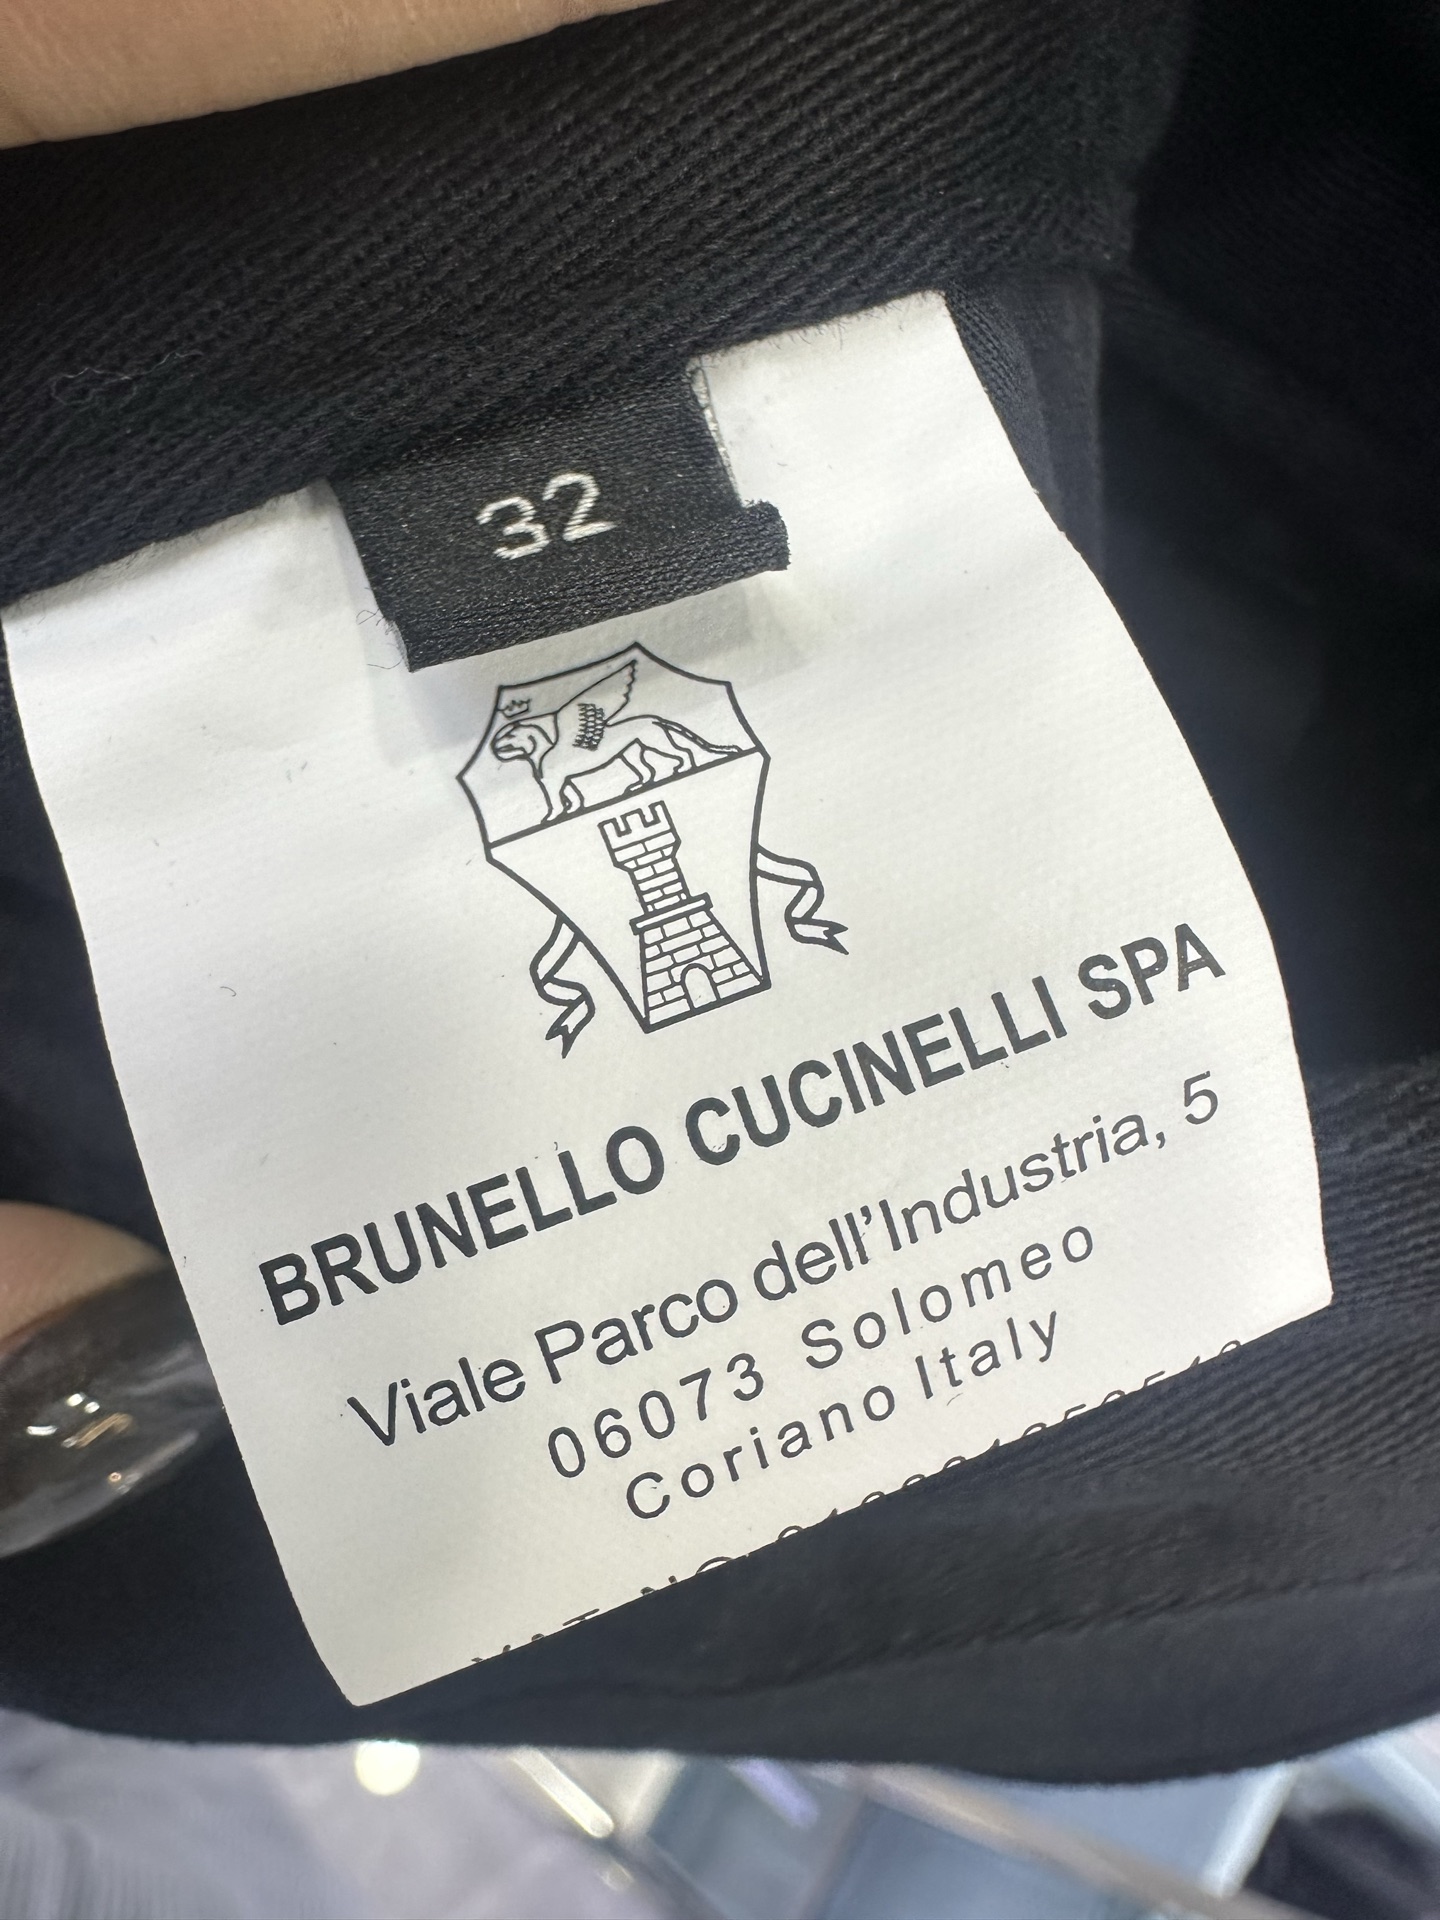 32
BRUNELLO CUCINELLI SPA
Viale Parco dell'Industria, 5
06073 Solomeo
Coriano Italy